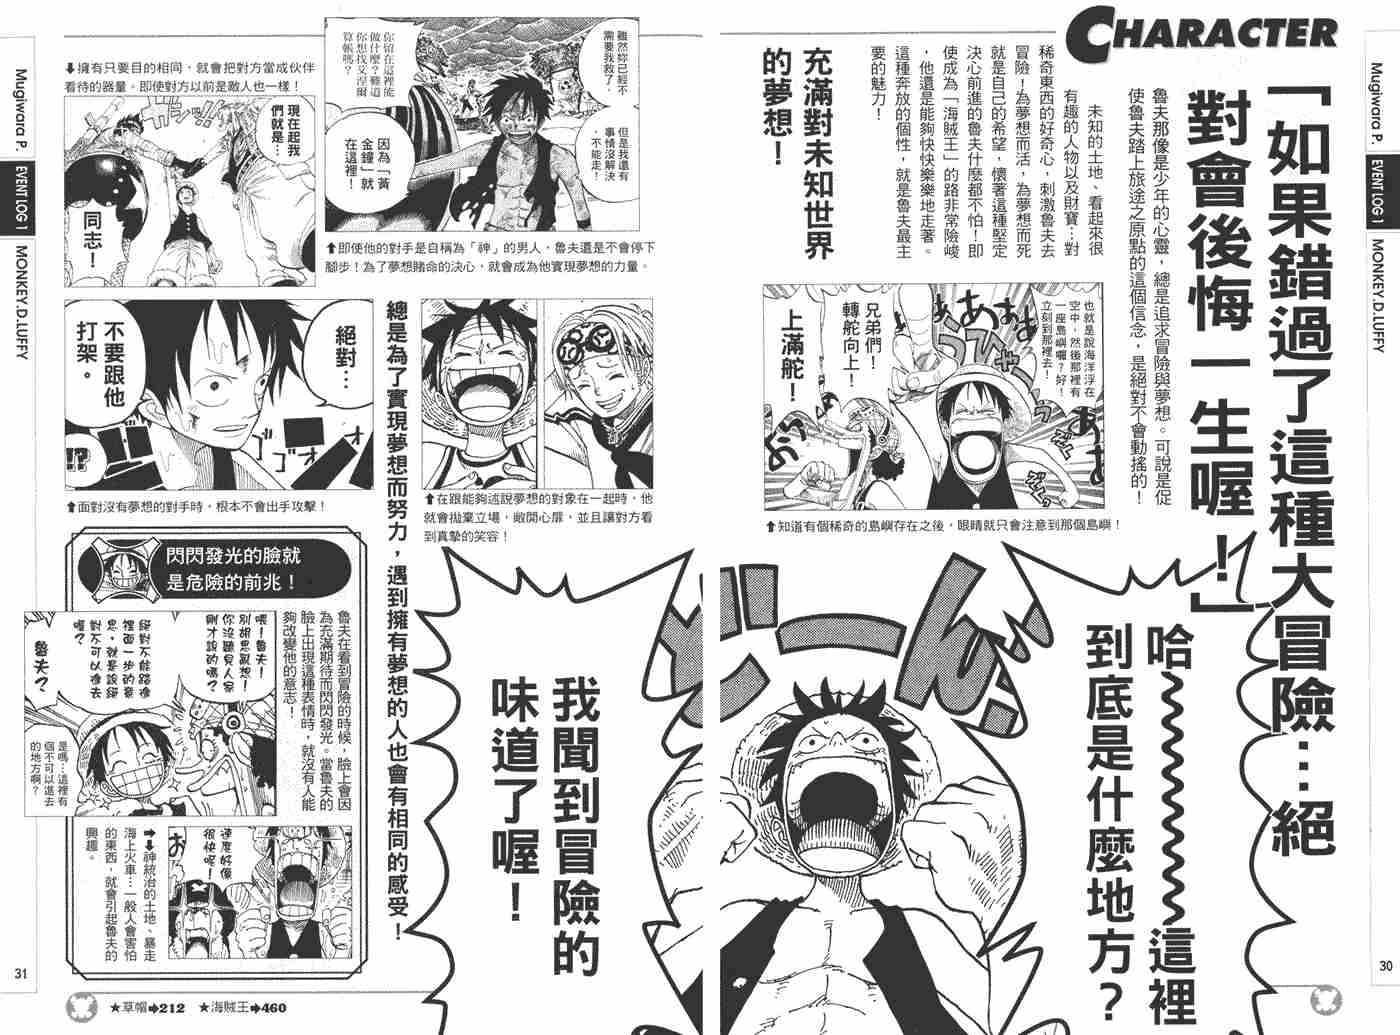 CHARACTER
Mugiwara P.
EVENT LOG 1
MONKEY.D.LUFFY
30
「如果錯過了這種大冒險…絕
對會後悔一生喔！」
魯夫那像是少年的心靈，總是追求冒險與夢想。可說是促
使魯夫踏上旅途之原點的這個信念，是絕對不會動搖的！
未知的土地、看起來很
有趣的人物以及財寶…對
稀奇東西的好奇心，刺激魯夫去
冒險！為夢想而活，為夢想而死
就是自己的希望，懷著這種堅定
決心前進的魯夫什麼都不怕！即
使成為「海賊王」的路非常險峻
，他還是能夠快快樂樂地走著。
這種奔放的個性，就是魯夫最主
要的魅力！
充滿對未知世界
的夢想！
也就是說海洋浮在
空中，然後那裡有
一座島嶼囉？好！
立刻到那裡去！
兄弟們！
轉舵向上！
上滿舵！
おおお
うひゃー
おおお
ズズズッ
⬆知道有個稀奇的島嶼存在之後，眼睛就只會注意到那個島嶼！
哈~~~~~~這裡
到底是什麼地方？
どーん
我聞到冒險的
味道了喔！
雖然妳已經不
需要我救了，
但是我還有
事情沒解決
，不能走！
你留在這裡能
做什麼？難道
你想找艾涅爾
算帳嗎？
因為「黃
金鐘」就
在這裡！
⬆即使他的對手是自稱為「神」的男人，魯夫還是不會停下
腳步！為了夢想賭命的決心，就會成為他實現夢想的力量。
⬇擁有只要目的相同，就會把對方當成伙伴
看待的器量。即使對方以前是敵人也一樣！
現在起我
們就是…
同志！
總是為了實現夢想而努力，遇到擁有夢想的人也會有相同的感受！
⬆在跟能夠述說夢想的對象在一起時，他
就會拋棄立場，敞開心扉，並且讓對方看
到真摯的笑容！
絕對…
不要跟他
打架。
!?
ゴゴオ
⬆面對沒有夢想的對手時，根本不會出手攻擊！
閃閃發光的臉就
是危險的前兆！
魯夫在看到冒險的時候，臉上會因
為充滿期待而閃閃發光。當魯夫的
臉上出現這種表情時，就沒有人能
夠改變他的意志！
喂！魯夫！
別胡思亂想！
你沒聽見人家
剛才說的嗎？
絕對不能踏進
裡面一步的意
思，就是說絕
對不可以進去
喔？
魯夫？
是嗎…這裡有
個不可以進去
的地方啊？
速度好像
很快呢！
お
➡⬆神統治的土地、暴走
海上火車…一般人會害怕
的東西，就會引起魯夫的
興趣。
★草帽➡212 ★海賊王➡460
Mugiwara P.
EVENT LOG 1
MONKEY.D.LUFFY
31